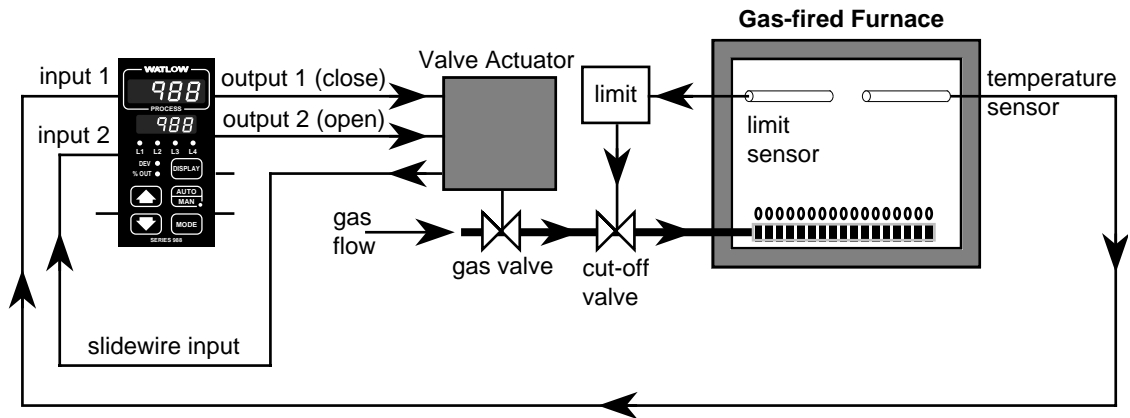 Gas-fired Furnace
Valve Actuator
input 1
WATLOW
988
PROCESS
988
output 1 (close)
output 2 (open)
input 2
L1 L2 L3 L4
DEV
% OUT
DISPLAY
AUTO
MAN
MODE
SERIES 988
limit
limit
sensor
temperature
sensor
gas
flow
gas valve
cut-off
valve
slidewire input